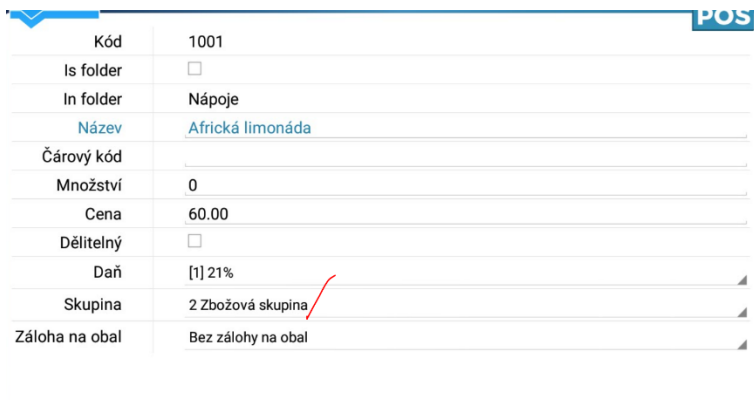 POS
Kód 1001
Is folder
In folder Nápoje
Název Africká limonáda
Čárový kód
Množství 0
Cena 60.00
Dělitelný
Daň [1] 21%
Skupina 2 Zbožová skupina
Záloha na obal Bez zálohy na obal